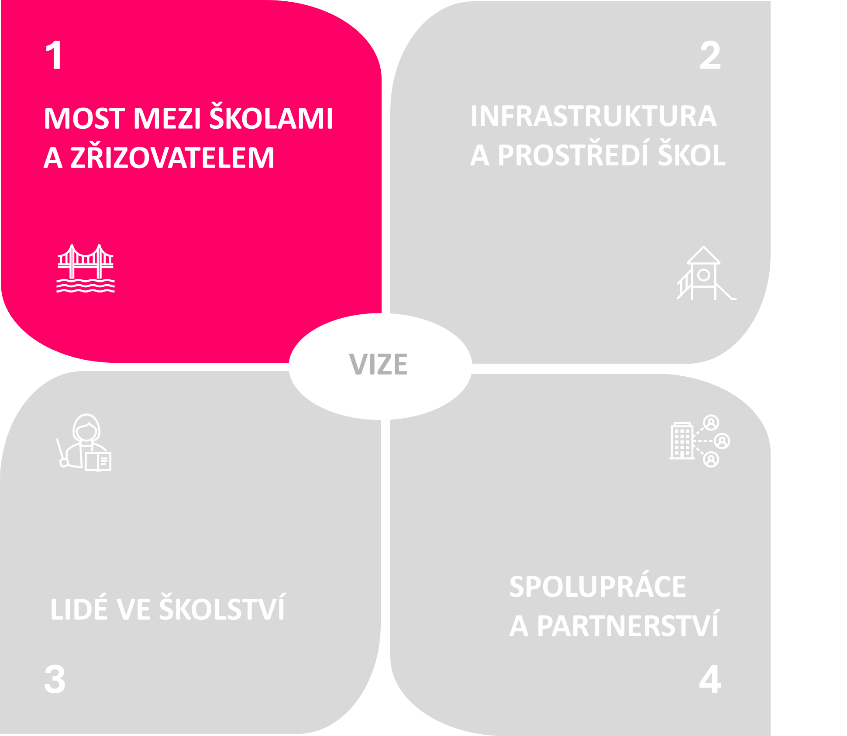 1
MOST MEZI ŠKOLAMI
A ZŘIZOVATELEM
2
INFRASTRUKTURA
A PROSTŘEDÍ ŠKOL
VIZE
LIDÉ VE ŠKOLSTVÍ
3
SPOLUPRÁCE
A PARTNERSTVÍ
4